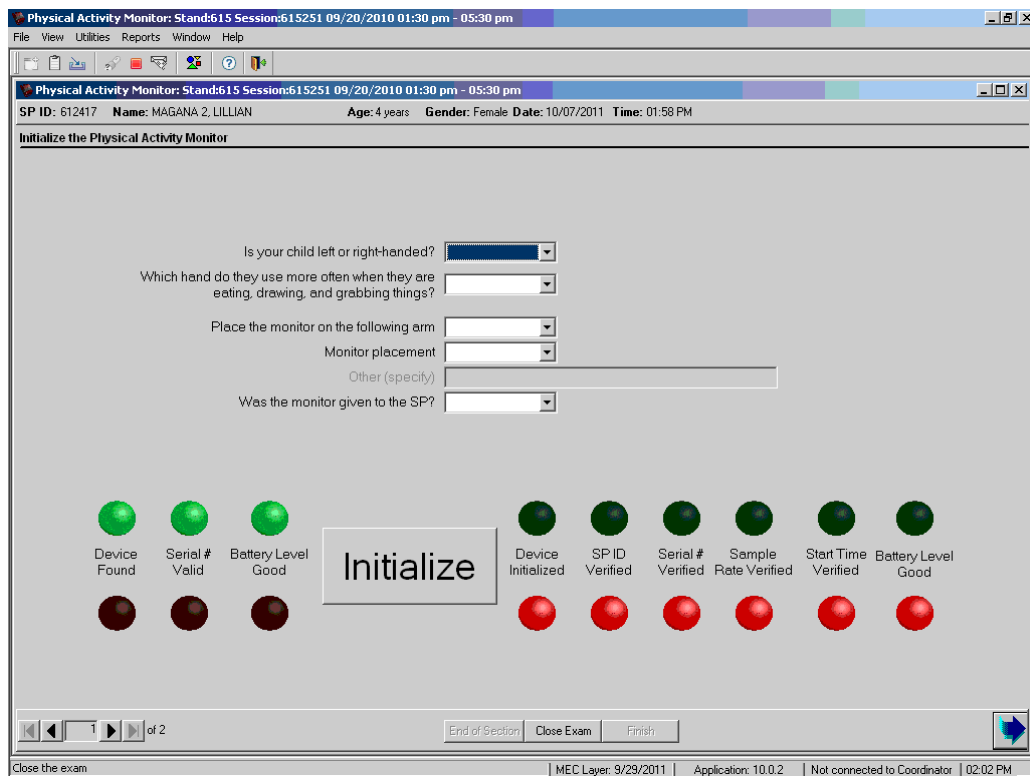 Physical Activity Monitor: Stand:615 Session:615251 09/20/2010 01:30 pm - 05:30 pm
File View Utilities Reports Window Help
Physical Activity Monitor: Stand:615 Session:615251 09/20/2010 01:30 pm - 05:30 pm
SP ID: 612417 Name: MAGANA 2, LILLIAN Age: 4 years Gender: Female Date: 10/07/2011 Time: 01:58 PM
Initialize the Physical Activity Monitor
Is your child left or right-handed?
Which hand do they use more often when they are
eating, drawing, and grabbing things?
Place the monitor on the following arm
Monitor placement
Other (specify)
Was the monitor given to the SP?
Device Found
Serial # Valid
Battery Level Good
Initialize
Device Initialized
SP ID Verified
Serial # Verified
Sample Rate Verified
Start Time Verified
Battery Level Good
1 of 2
End of Section Close Exam Finish
Close the exam MEC Layer: 9/29/2011 Application: 10.0.2 Not connected to Coordinator 02:02 PM